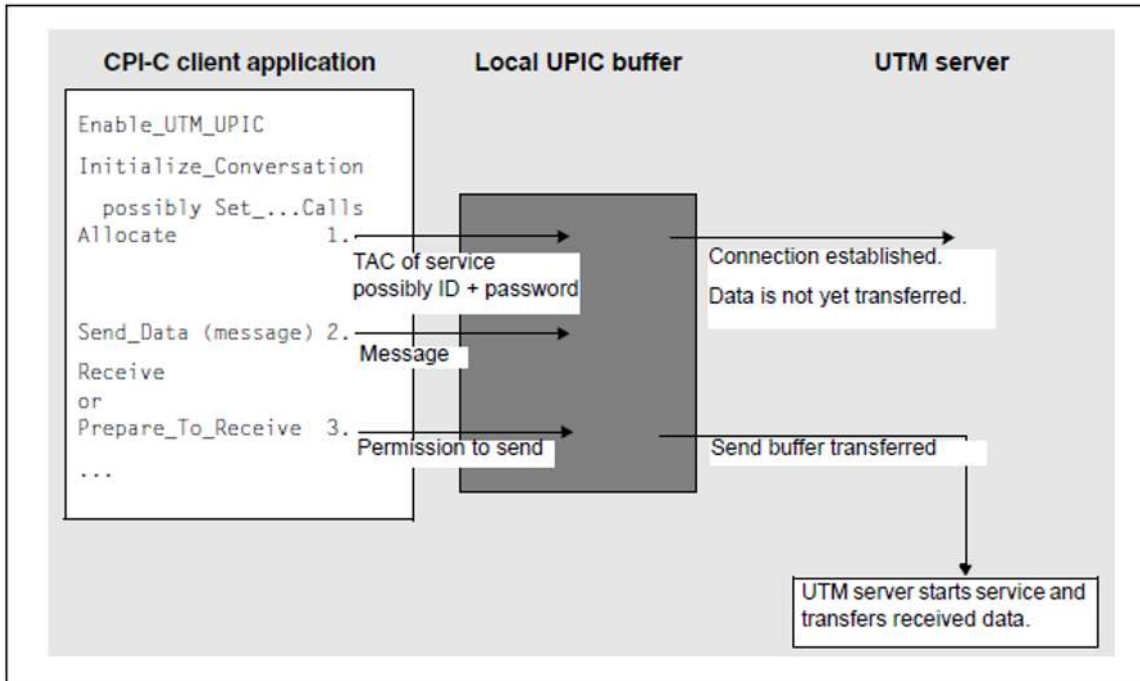 CPI-C client application
Local UPIC buffer
UTM server
Enable_UTM_UPIC
Initialize_Conversation
possibly Set_...Calls
Allocate 1.
TAC of service
possibly ID + password
Connection established.
Data is not yet transferred.
Send_Data (message) 2.
Message
Receive
or
Prepare_To_Receive 3.
Permission to send
Send buffer transferred
...
UTM server starts service and
transfers received data.